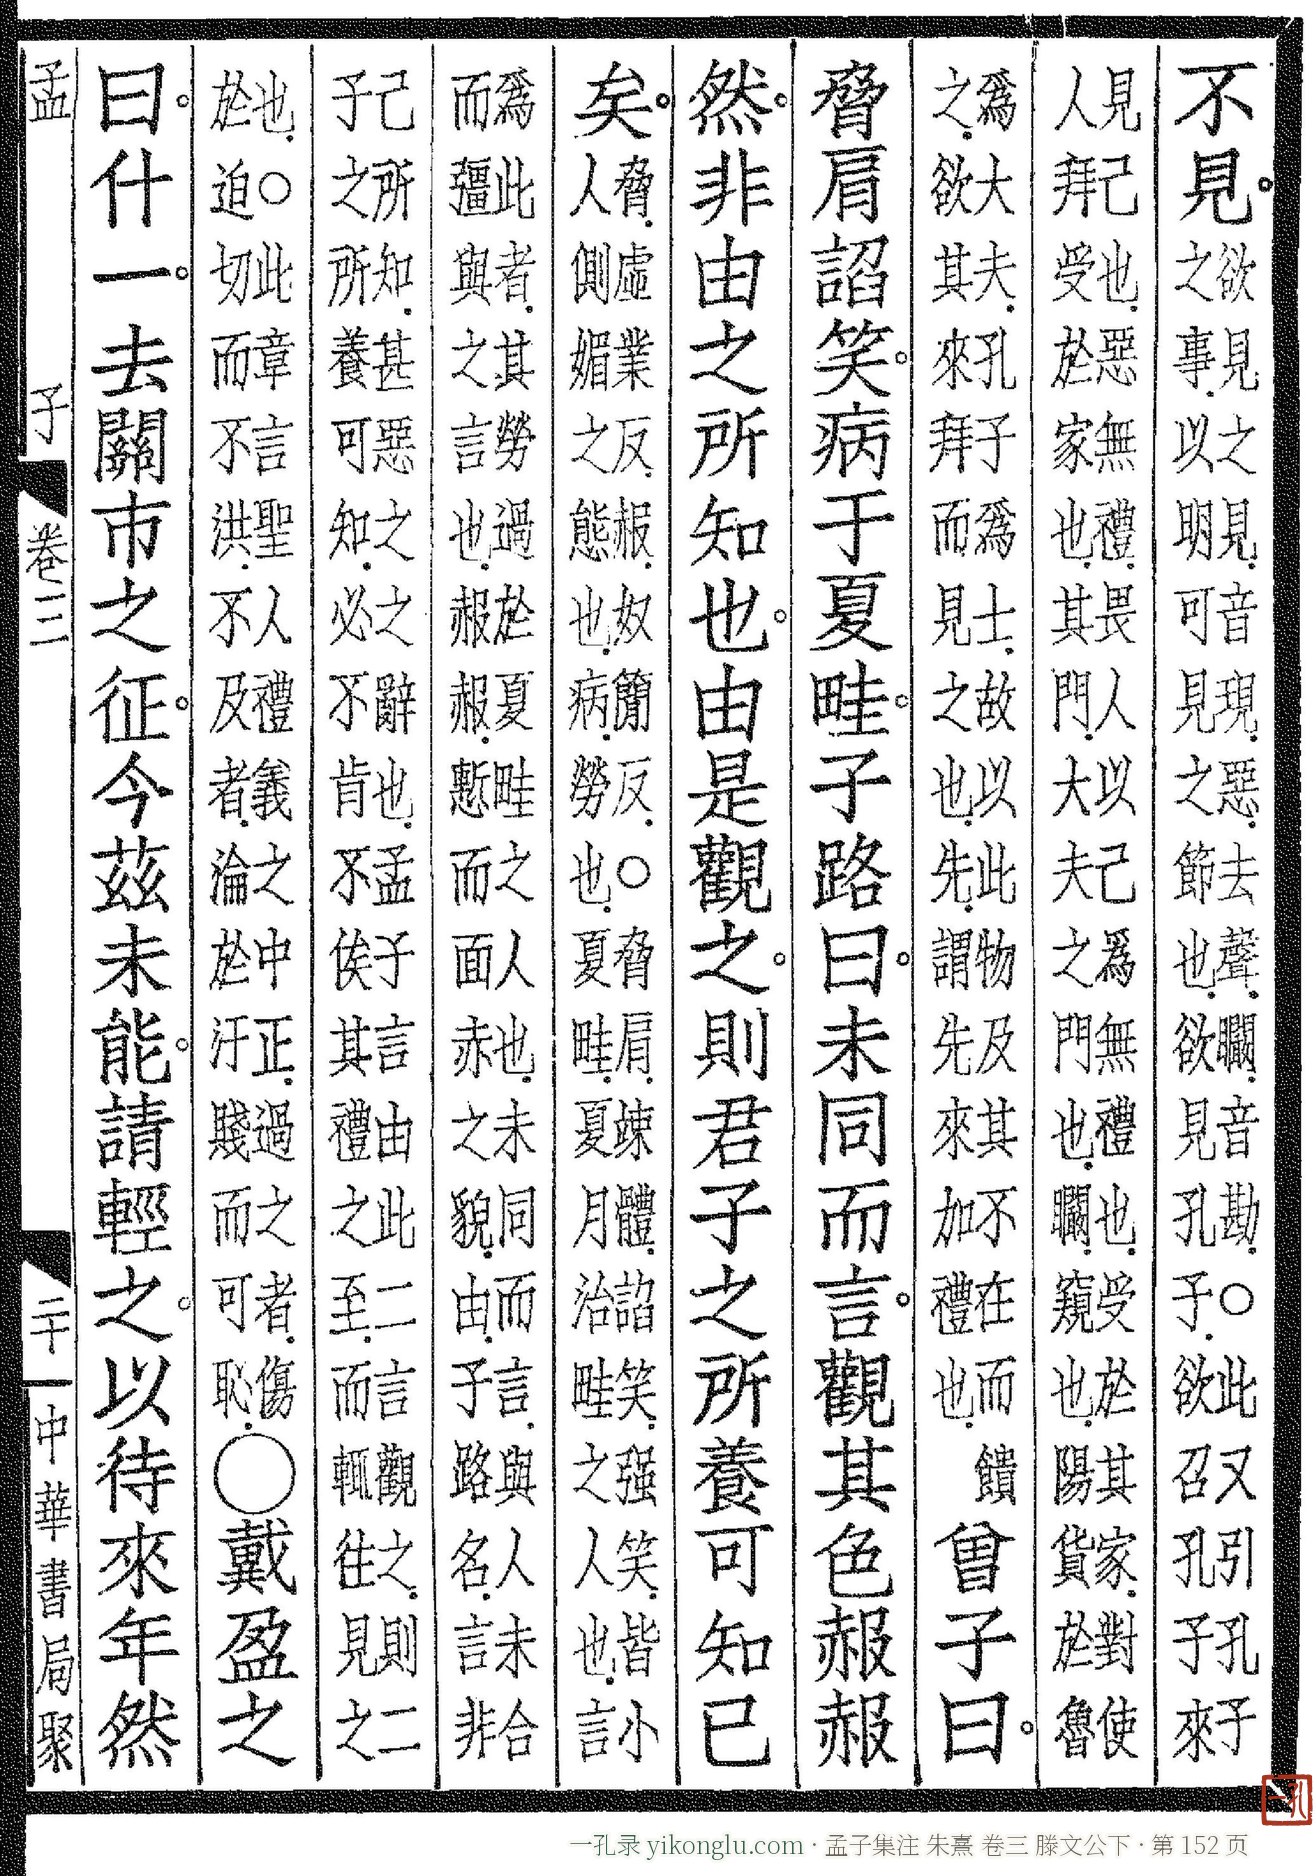 不見。欲見之見.音現.惡去聲.矙.音勘.○此又引孔子之事.以明可見之節也.欲見孔子.欲召孔子來
見己也.惡無禮.畏人以己爲無禮也.受於其家.對使人拜受於家也.其門大夫之門也.矙.窺也.陽貨於魯
爲大夫.孔子爲士.故以此物及其不在而饋之.欲其來拜而見之也.先.謂先來加禮也.曾子曰。
脅肩諂笑。病于夏畦。子路曰。未同而言。觀其色赧赧
然。非由之所知也。由是觀之。則君子之所養可知已
矣。脅.虛業反.赧.奴簡反.○脅肩.竦體.諂笑.强笑.皆小人側媚之態也.病.勞也.夏畦.夏月治畦之人也.言
爲此者.其勞過於夏畦之人也.未同而言.與人未合而彊與之言也.赧赧.慙而面赤之貌.由.子路名.言非
己所知.甚惡之之辭也.孟子言由此二言觀之.則二子之所養可知.必不肯不俟其禮之至.而輒往見之
也.○此章言聖人禮義之中正.過之者.傷於迫切而不洪.不及者.淪於汙賤而可恥.◯戴盈之
曰。什一。去關市之征。今茲未能。請輕之。以待來年然
孟子 卷三 二十 中華書局聚
一孔
一孔录 yikonglu.com · 孟子集注 朱熹 卷三 滕文公下 · 第 152 页